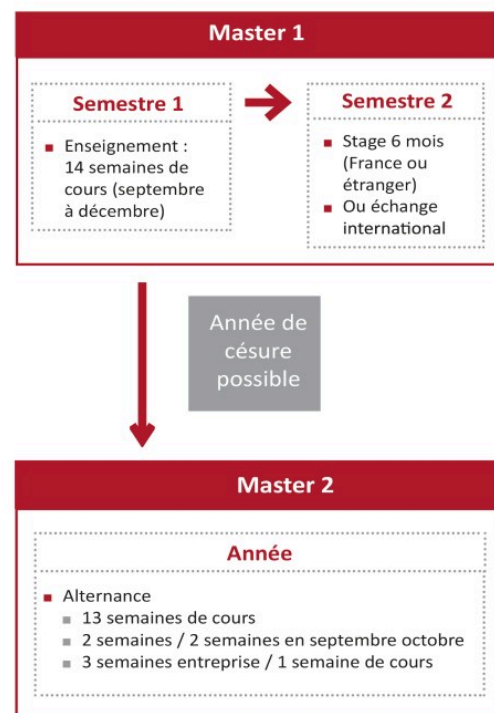 Master 1
Semestre 1
Enseignement :
14 semaines de
cours (septembre
à décembre)
Semestre 2
Stage 6 mois
(France ou
étranger)
Ou échange
international
Année de
césure
possible
Master 2
Année
Alternance
13 semaines de cours
2 semaines / 2 semaines en septembre octobre
3 semaines entreprise / 1 semaine de cours